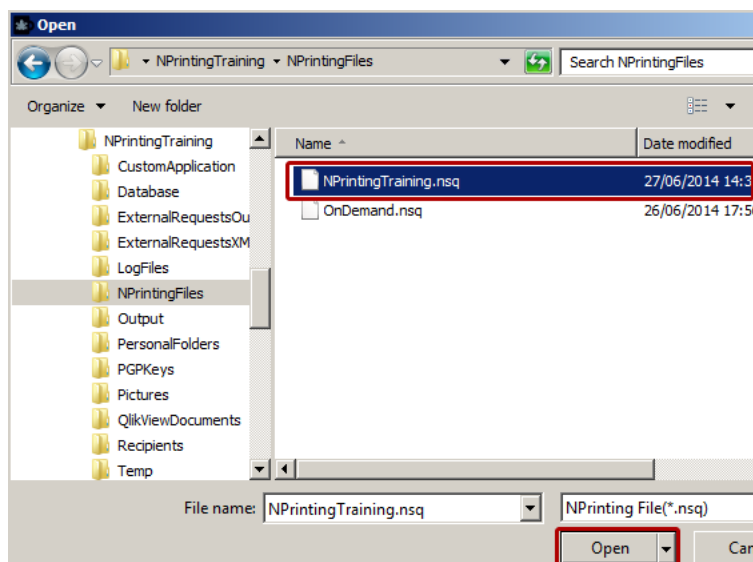 Open
NPrintingTraining NPrintingFiles Search NPrintingFiles
Organize New folder
NPrintingTraining
CustomApplication
Database
ExternalRequestsOu
ExternalRequestsXM
LogFiles
NPrintingFiles
Output
PersonalFolders
PGPKeys
Pictures
QlikViewDocuments
Recipients
Temp
Name Date modified
NPrintingTraining.nsq 27/06/2014 14:3
OnDemand.nsq 26/06/2014 17:5
File name: NPrintingTraining.nsq NPrinting File(*.nsq)
Open Can